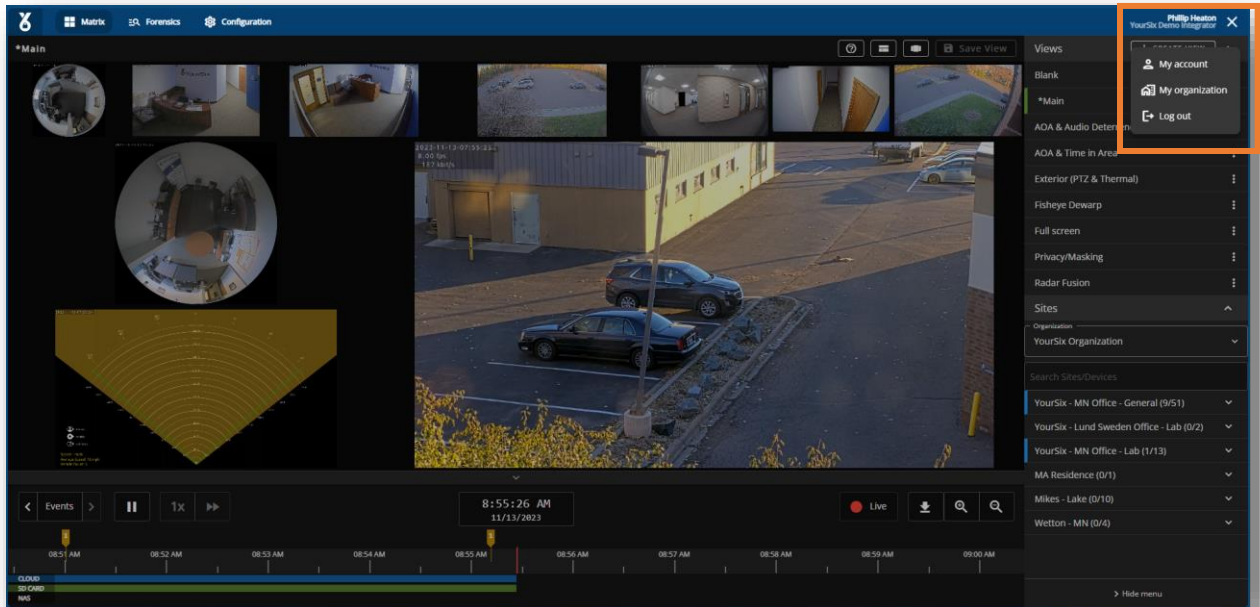 Matrix
Forensics
Configuration
Phillip Heaton
YourSix Demo Integrator
*Main
Save View
Views
Blank
*Main
AOA & Audio
AOA & Time in Area
Exterior (PTZ & Thermal)
Fisheye Dewarp
Full screen
Privacy/Masking
Radar Fusion
My account
My organization
Log out
Sites
Organization
YourSix Organization
Search Sites/Devices
YourSix - MN Office - General (9/51)
YourSix - Lund Sweden Office - Lab (0/2)
YourSix - MN Office - Lab (1/13)
MA Residence (0/1)
Mikes - Lake (0/10)
Wetton - MN (0/4)
Hide menu
Events
1x
8:55:26 AM
11/13/2023
Live
08:51 AM
08:52 AM
08:53 AM
08:54 AM
08:55 AM
08:56 AM
08:57 AM
08:58 AM
08:59 AM
09:00 AM
CLOUD
SD CARD
NAS